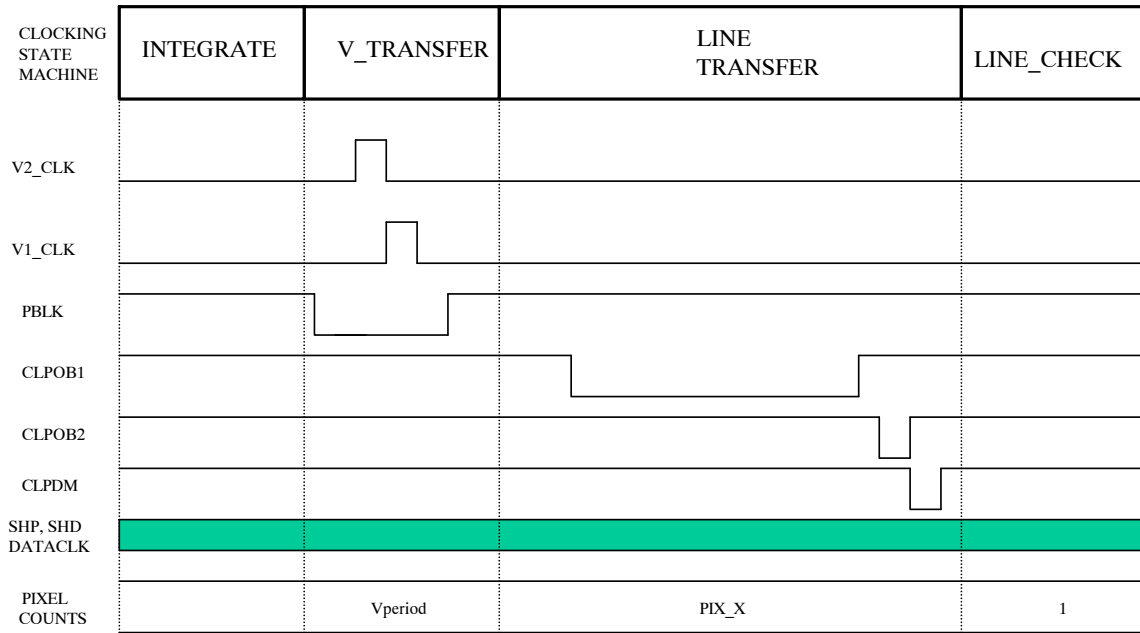 CLOCKING
STATE
MACHINE
INTEGRATE
V_TRANSFER
LINE
TRANSFER
LINE_CHECK
V2_CLK
V1_CLK
PBLK
CLPOB1
CLPOB2
CLPDM
SHP, SHD
DATACLK
PIXEL
COUNTS
Vperiod
PIX_X
1